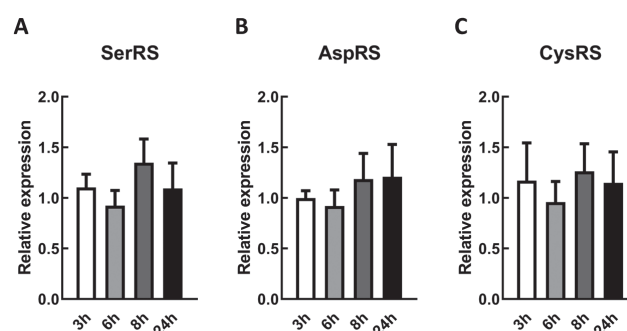 A
SerRS
Relative expression
2.0
1.5
1.0
0.5
0.0
3h
6h
8h
24h
B
AspRS
Relative expression
2.0
1.5
1.0
0.5
0.0
3h
6h
8h
24h
C
CysRS
Relative expression
2.0
1.5
1.0
0.5
0.0
3h
6h
8h
24h